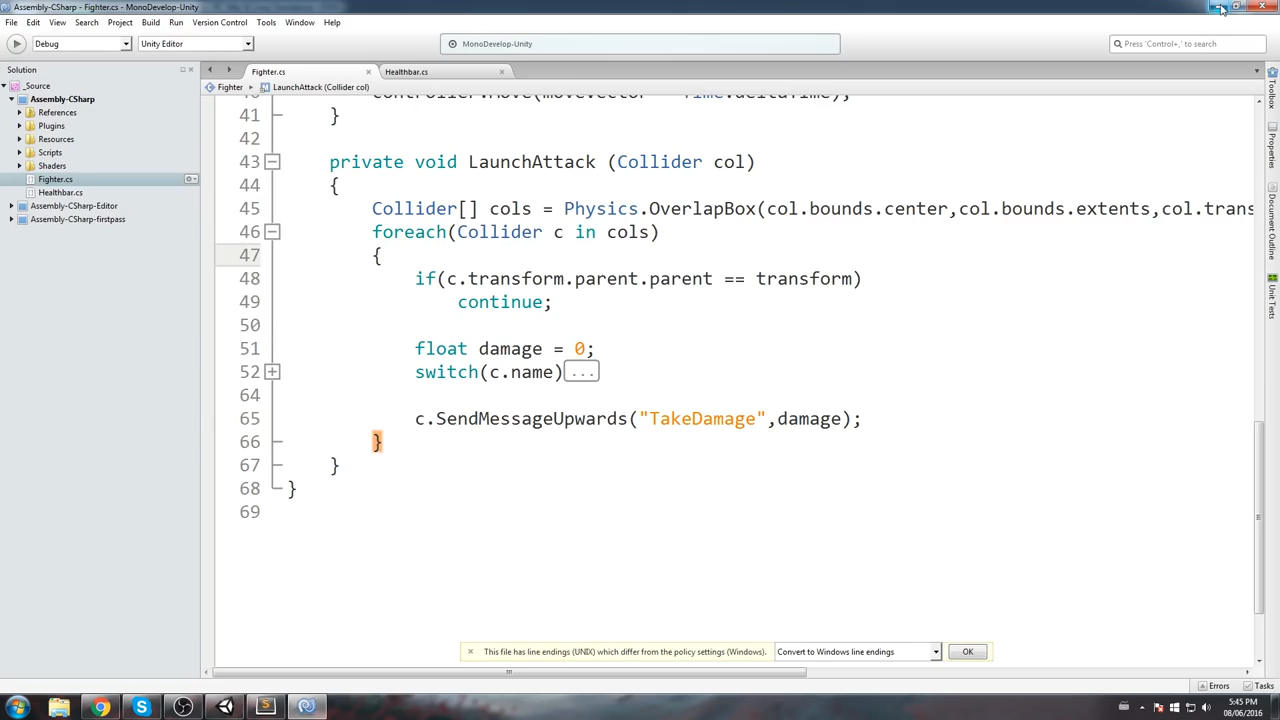 Assembly-CSharp - Fighter.cs - MonoDevelop-Unity
File Edit View Search Project Build Run Version Control Tools Window Help
Debug Unity Editor MonoDevelop-Unity Press 'Control+,' to search
Solution
_Source
Assembly-CSharp
References
Plugins
Resources
Scripts
Shaders
Fighter.cs
Healthbar.cs
Assembly-CSharp-Editor
Assembly-CSharp-firstpass
Fighter.cs Healthbar.cs
Fighter LaunchAttack (Collider col)
41 }
42
43 private void LaunchAttack (Collider col)
44 {
45 Collider[] cols = Physics.OverlapBox(col.bounds.center,col.bounds.extents,col.trans
46 foreach(Collider c in cols)
47 {
48 if(c.transform.parent.parent == transform)
49 continue;
50
51 float damage = 0;
52 switch(c.name)...
64
65 c.SendMessageUpwards("TakeDamage",damage);
66 }
67 }
68 }
69
This file has line endings (UNIX) which differ from the policy settings (Windows). Convert to Windows line endings OK
Toolbox
Properties
Document Outline
Unit Tests
Errors Tasks
5:45 PM
08/06/2016